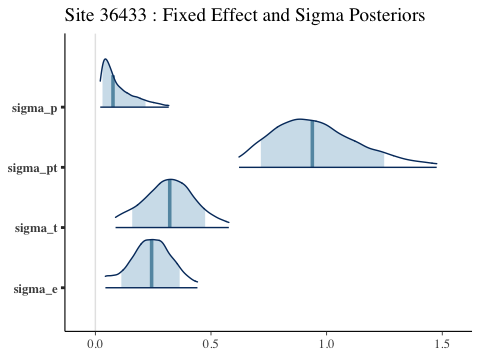 Site 36433 : Fixed Effect and Sigma Posteriors
sigma_p
sigma_pt
sigma_t
sigma_e
0.0 0.5 1.0 1.5